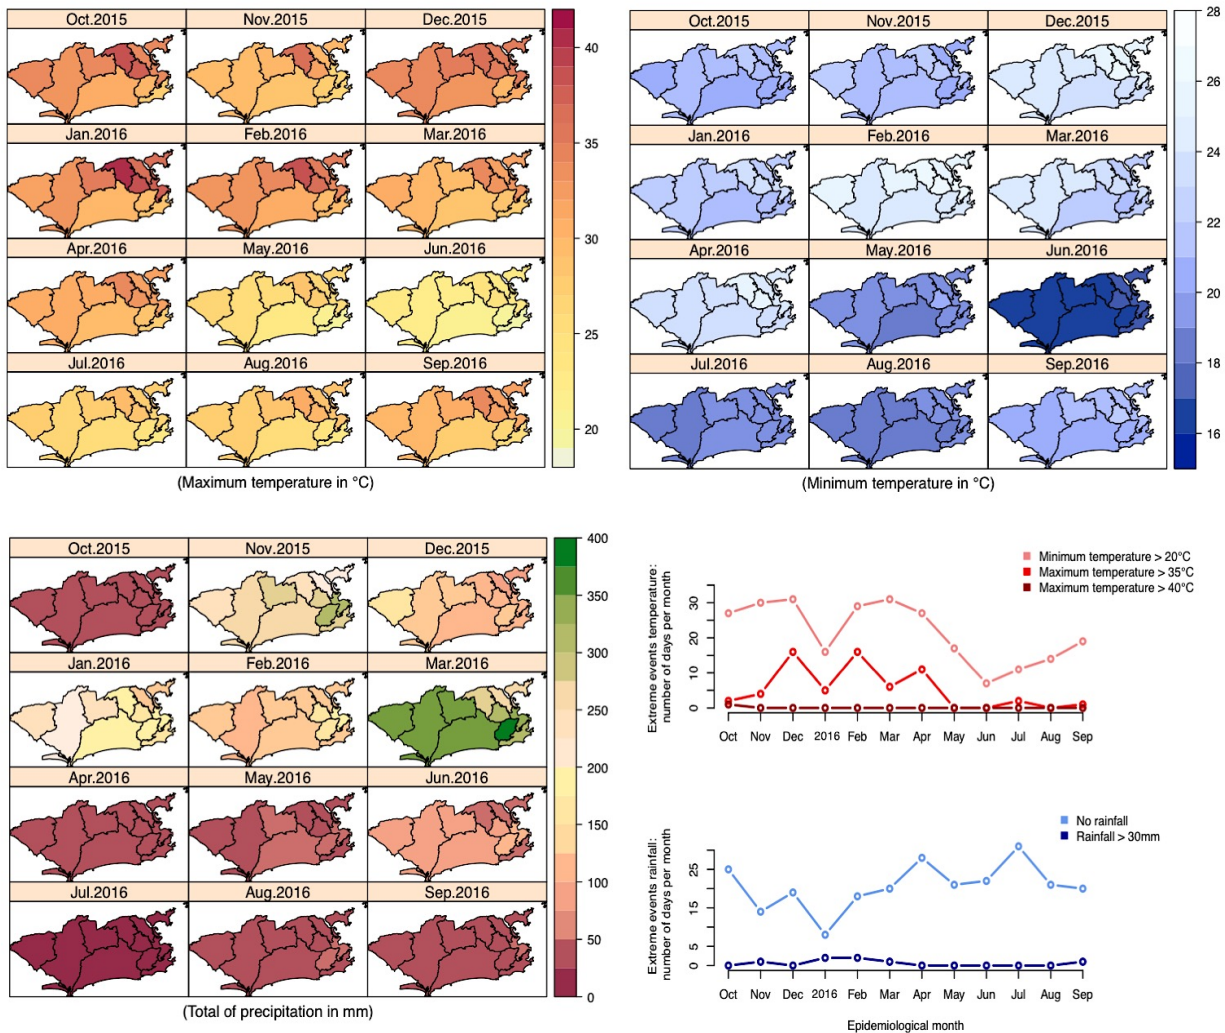 Oct.2015 Nov.2015 Dec.2015
Jan.2016 Feb.2016 Mar.2016
Apr.2016 May.2016 Jun.2016
Jul.2016 Aug.2016 Sep.2016
40
35
30
25
20
(Maximum temperature in °C)
Oct.2015 Nov.2015 Dec.2015
Jan.2016 Feb.2016 Mar.2016
Apr.2016 May.2016 Jun.2016
Jul.2016 Aug.2016 Sep.2016
28
26
24
22
20
18
16
(Minimum temperature in °C)
Oct.2015 Nov.2015 Dec.2015
Jan.2016 Feb.2016 Mar.2016
Apr.2016 May.2016 Jun.2016
Jul.2016 Aug.2016 Sep.2016
400
350
300
250
200
150
100
50
0
(Total of precipitation in mm)
Minimum temperature > 20°C
Maximum temperature > 35°C
Maximum temperature > 40°C
Extreme events temperature:
number of days per month
30
20
10
0
Oct Nov Dec 2016 Feb Mar Apr May Jun Jul Aug Sep
No rainfall
Rainfall > 30mm
Extreme events rainfall:
number of days per month
25
15
5
0
Oct Nov Dec 2016 Feb Mar Apr May Jun Jul Aug Sep
Epidemiological month